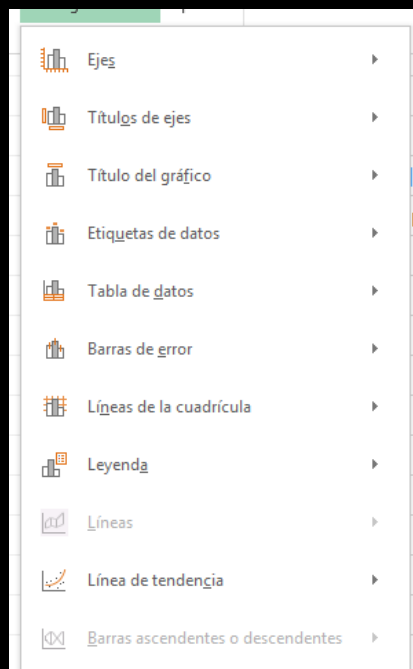 Ejes
Títulos de ejes
Título del gráfico
Etiquetas de datos
Tabla de datos
Barras de error
Líneas de la cuadrícula
Leyenda
Líneas
Línea de tendencia
Barras ascendentes o descendentes